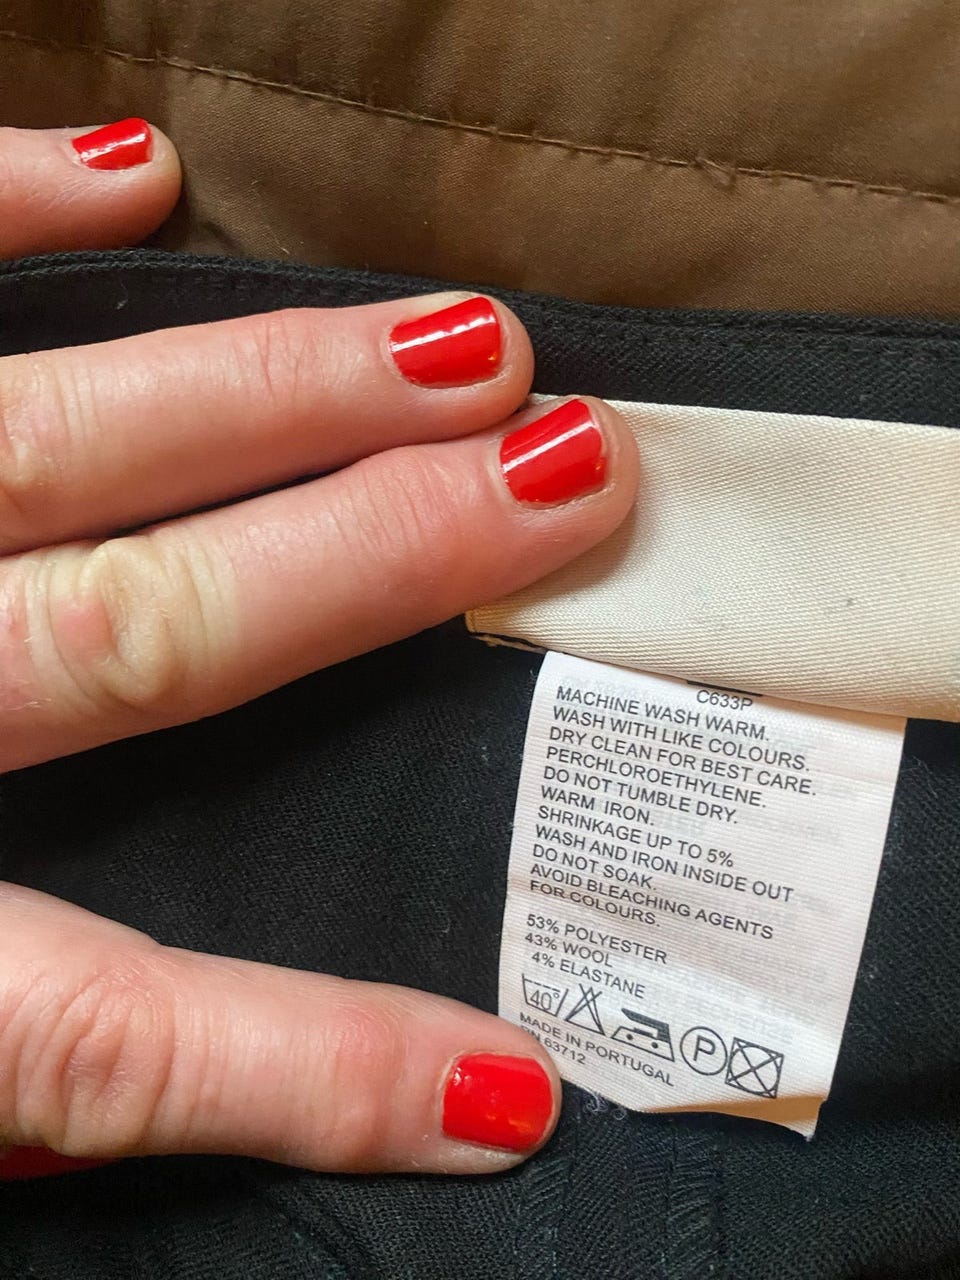 C633P
MACHINE WASH WARM.
WASH WITH LIKE COLOURS.
DRY CLEAN FOR BEST CARE.
PERCHLOROETHYLENE.
DO NOT TUMBLE DRY.
WARM IRON.
SHRINKAGE UP TO 5%
WASH AND IRON INSIDE OUT
DO NOT SOAK.
AVOID BLEACHING AGENTS
FOR COLOURS.
53% POLYESTER
43% WOOL
4% ELASTANE
40° P
MADE IN PORTUGAL
RN 63712